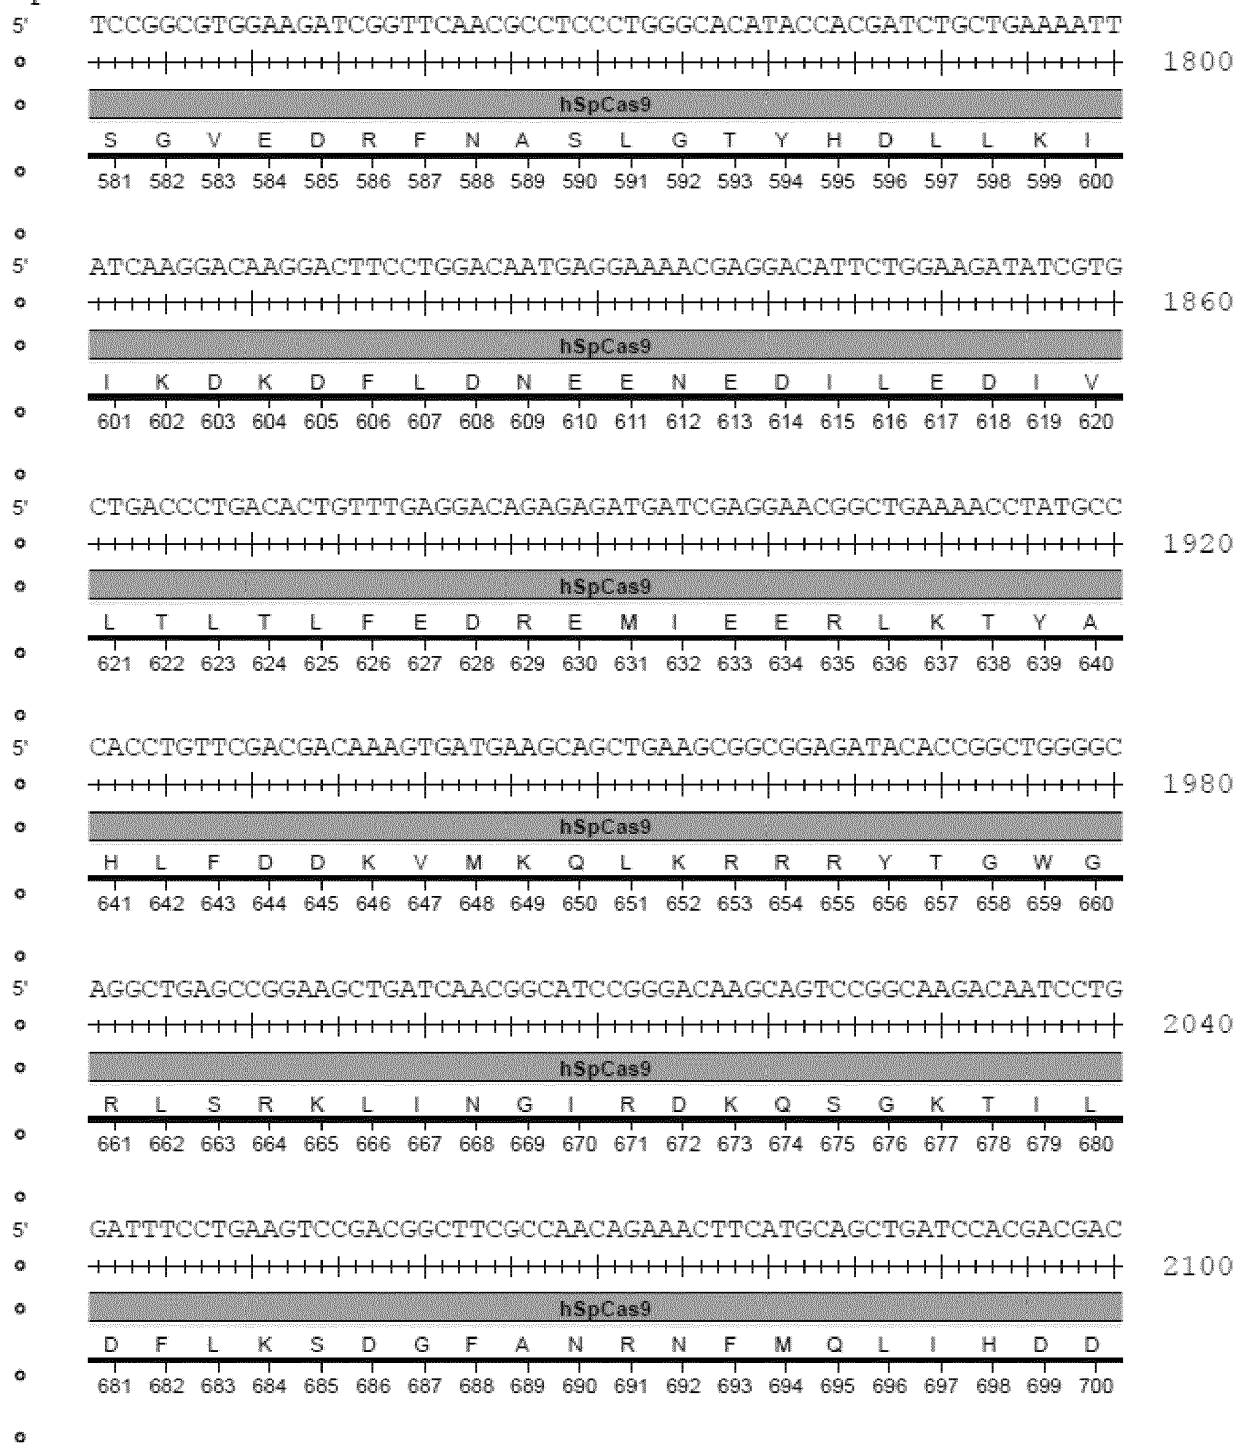 5' TCCGGCGTGGAAGATCGGTTCAACGCCTCCCTGGGCACATACCACGATCTGCTGAAAATT
1800
hSpCas9
S G V E D R F N A S L G T Y H D L L K I
581 582 583 584 585 586 587 588 589 590 591 592 593 594 595 596 597 598 599 600
5' ATCAAGGACAAGGACTTCCTGGACAATGAGGAAAACGAGGACATTCTGGAAGATATCGTG
1860
hSpCas9
I K D K D F L D N E E N E D I L E D I V
601 602 603 604 605 606 607 608 609 610 611 612 613 614 615 616 617 618 619 620
5' CTGACCCTGACACTGTTTGAGGACAGAGAGATGATCGAGGAACGGCTGAAAACCTATGCC
1920
hSpCas9
L T L T L F E D R E M I E E R L K T Y A
621 622 623 624 625 626 627 628 629 630 631 632 633 634 635 636 637 638 639 640
5' CACCTGTTCGACGACAAAGTGATGAAGCAGCTGAAGCGGCGGAGATACACCGGCTGGGGC
1980
hSpCas9
H L F D D K V M K Q L K R R R Y T G W G
641 642 643 644 645 646 647 648 649 650 651 652 653 654 655 656 657 658 659 660
5' AGGCTGAGCCGGAAGCTGATCAACGGCATCCGGGACAAGCAGTCCGGCAAGACAATCCTG
2040
hSpCas9
R L S R K L I N G I R D K Q S G K T I L
661 662 663 664 665 666 667 668 669 670 671 672 673 674 675 676 677 678 679 680
5' GATTTCCTGAAGTCCGACGGCTTCGCCAACAGAAACTTCATGCAGCTGATCCACGACGAC
2100
hSpCas9
D F L K S D G F A N R N F M Q L I H D D
681 682 683 684 685 686 687 688 689 690 691 692 693 694 695 696 697 698 699 700